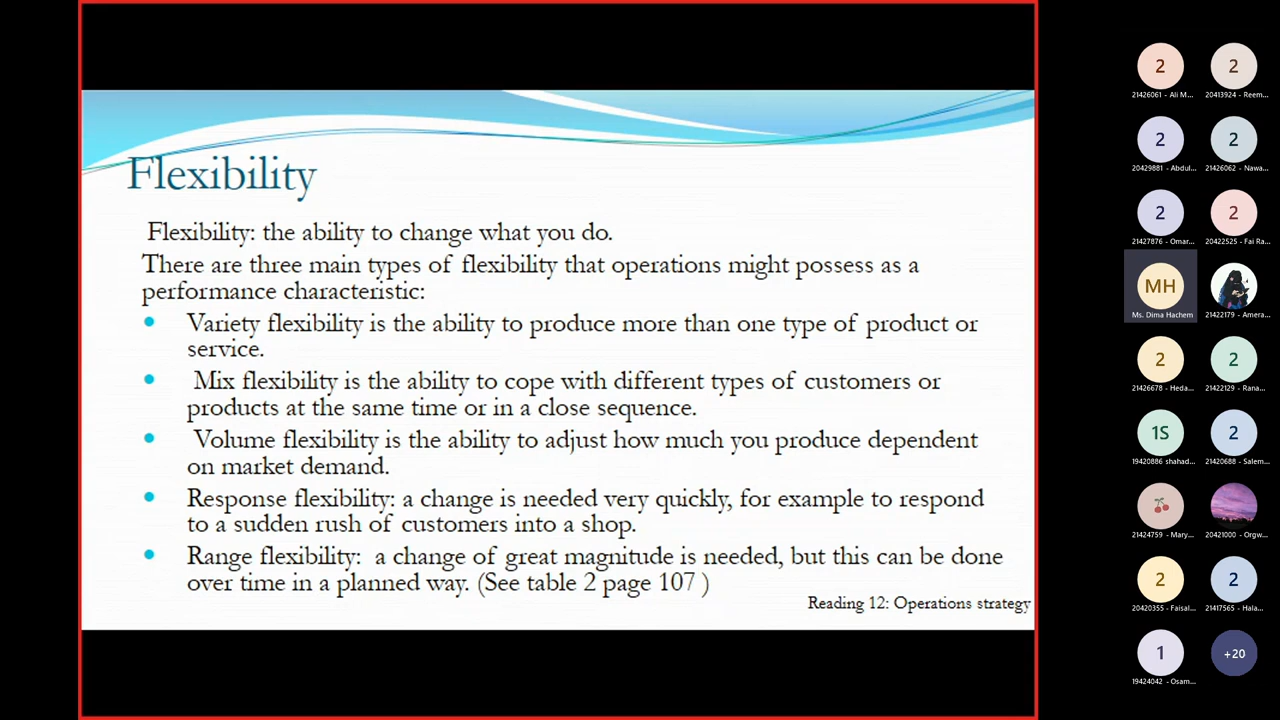 Flexibility
Flexibility: the ability to change what you do.
There are three main types of flexibility that operations might possess as a
performance characteristic:
• Variety flexibility is the ability to produce more than one type of product or
service.
• Mix flexibility is the ability to cope with different types of customers or
products at the same time or in a close sequence.
• Volume flexibility is the ability to adjust how much you produce dependent
on market demand.
• Response flexibility: a change is needed very quickly, for example to respond
to a sudden rush of customers into a shop.
• Range flexibility: a change of great magnitude is needed, but this can be done
over time in a planned way. (See table 2 page 107 )
Reading 12: Operations strategy
2 2
21426061 - Ali M... 20413924 - Reem...
2 2
20429881 - Abdul... 21426062 - Nawa...
2 2
21427876 - Omar... 20422525 - Fai Ra...
MH
Ms. Dima Hachem 21422179 - Amera...
2 2
21426678 - Heda... 21422129 - Rana...
1S 2
19420886 shahad... 21420688 - Salem...
21424759 - Mary... 20421000 - Orgw...
2 2
20420355 - Faisal... 21417565 - Hala...
1 +20
19424042 - Osam...